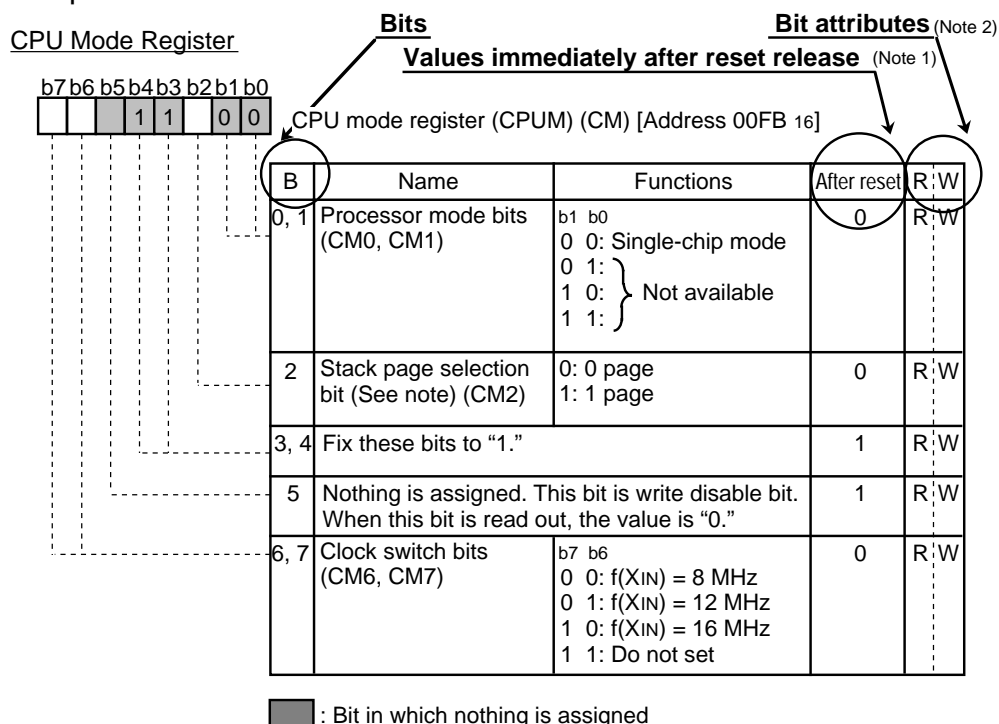 Bits
Bit attributes (Note 2)
CPU Mode Register
Values immediately after reset release (Note 1)
b7 b6 b5 b4 b3 b2 b1 b0
1 1 0 0
CPU mode register (CPUM) (CM) [Address 00FB 16]
B Name Functions After reset R W
0, 1 Processor mode bits b1 b0 0 R W
(CM0, CM1) 0 0: Single-chip mode
0 1:
1 0: Not available
1 1:
2 Stack page selection 0: 0 page 0 R W
bit (See note) (CM2) 1: 1 page
3, 4 Fix these bits to “1.” 1 R W
5 Nothing is assigned. This bit is write disable bit. 1 R W
When this bit is read out, the value is “0.”
6, 7 Clock switch bits b7 b6 0 R W
(CM6, CM7) 0 0: f(XIN) = 8 MHz
0 1: f(XIN) = 12 MHz
1 0: f(XIN) = 16 MHz
1 1: Do not set
: Bit in which nothing is assigned